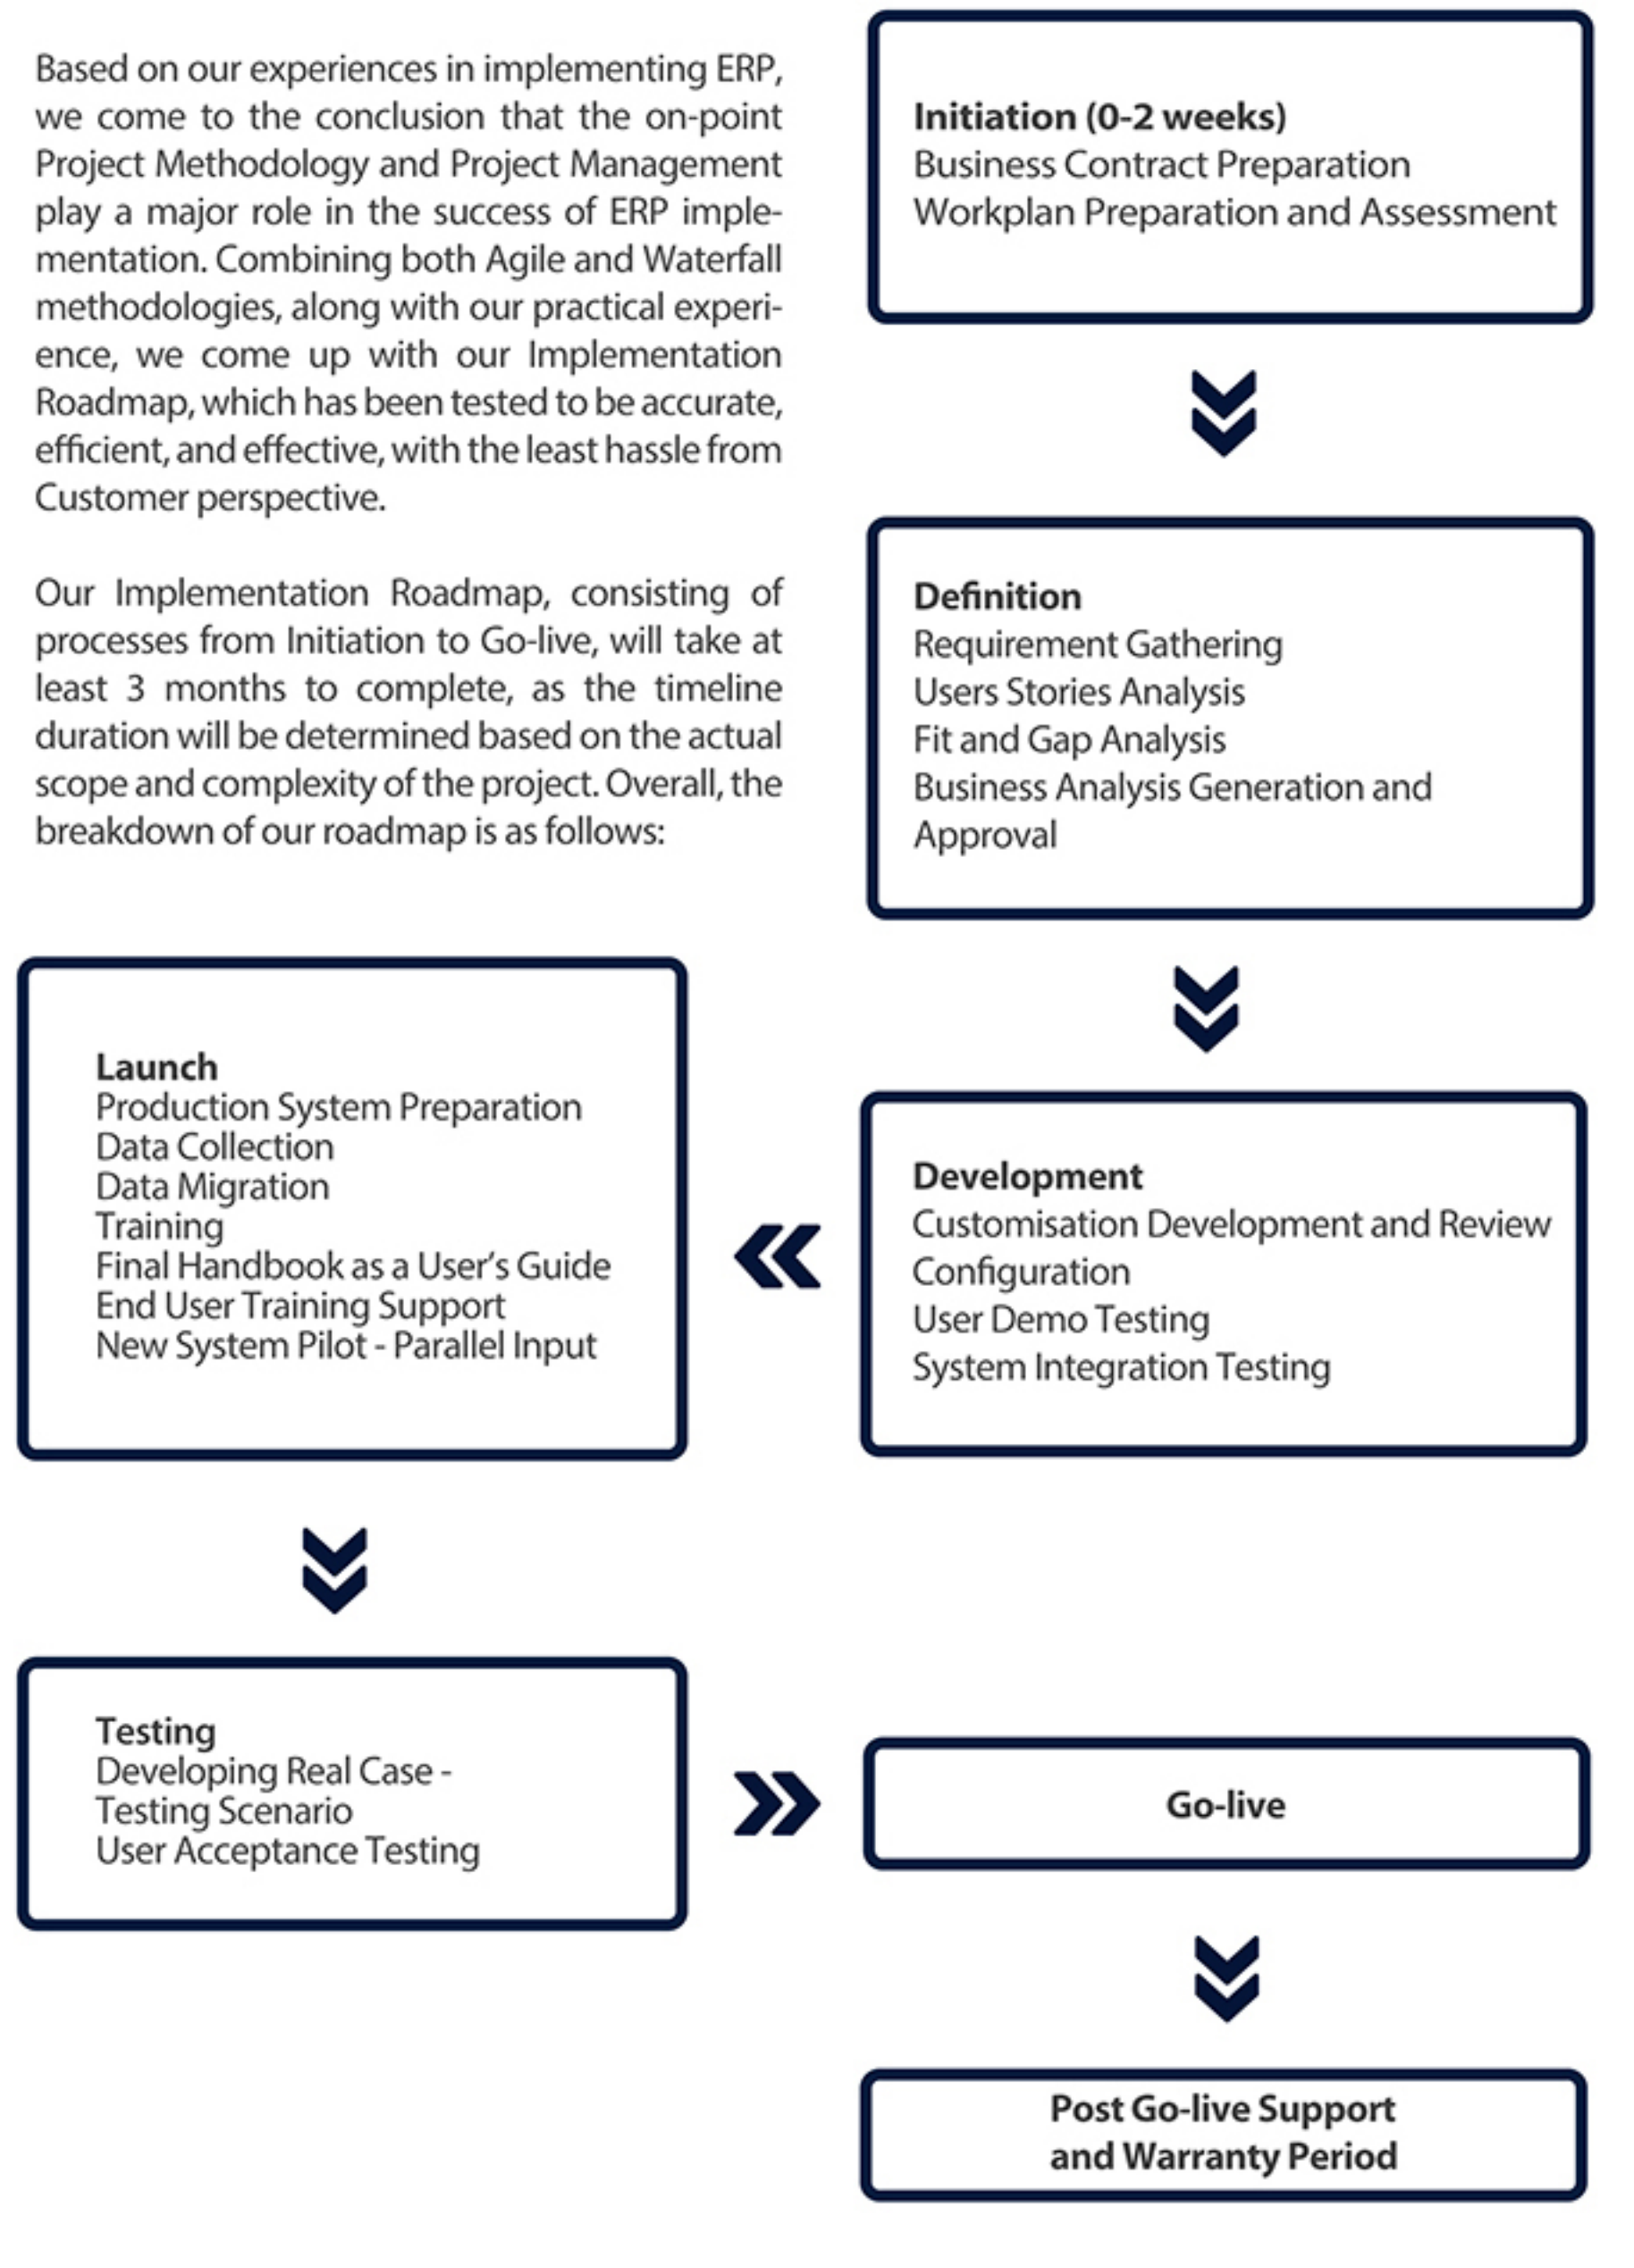 Based on our experiences in implementing ERP,
we come to the conclusion that the on-point
Project Methodology and Project Management
play a major role in the success of ERP imple-
mentation. Combining both Agile and Waterfall
methodologies, along with our practical experi-
ence, we come up with our Implementation
Roadmap, which has been tested to be accurate,
efficient, and effective, with the least hassle from
Customer perspective.
Our Implementation Roadmap, consisting of
processes from Initiation to Go-live, will take at
least 3 months to complete, as the timeline
duration will be determined based on the actual
scope and complexity of the project. Overall, the
breakdown of our roadmap is as follows:
Initiation (0-2 weeks)
Business Contract Preparation
Workplan Preparation and Assessment
Definition
Requirement Gathering
Users Stories Analysis
Fit and Gap Analysis
Business Analysis Generation and
Approval
Development
Customisation Development and Review
Configuration
User Demo Testing
System Integration Testing
Launch
Production System Preparation
Data Collection
Data Migration
Training
Final Handbook as a User's Guide
End User Training Support
New System Pilot - Parallel Input
Testing
Developing Real Case -
Testing Scenario
User Acceptance Testing
Go-live
Post Go-live Support
and Warranty Period